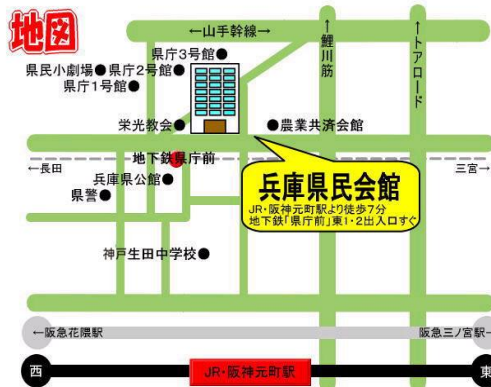 地図
←山手幹線→
県庁3号館●
県民小劇場●県庁2号館●
県庁1号館●
↑鯉川筋
↑トアロード
栄光教会●
●農業共済会館
地下鉄県庁前
←長田
三宮→
兵庫県公館●
県警●
兵庫県民会館
JR・阪神元町駅より徒歩7分
地下鉄「県庁前」東1・2出入口すぐ
神戸生田中学校●
←阪急花隈駅
阪急三ノ宮駅→
西
JR・阪神元町駅
東